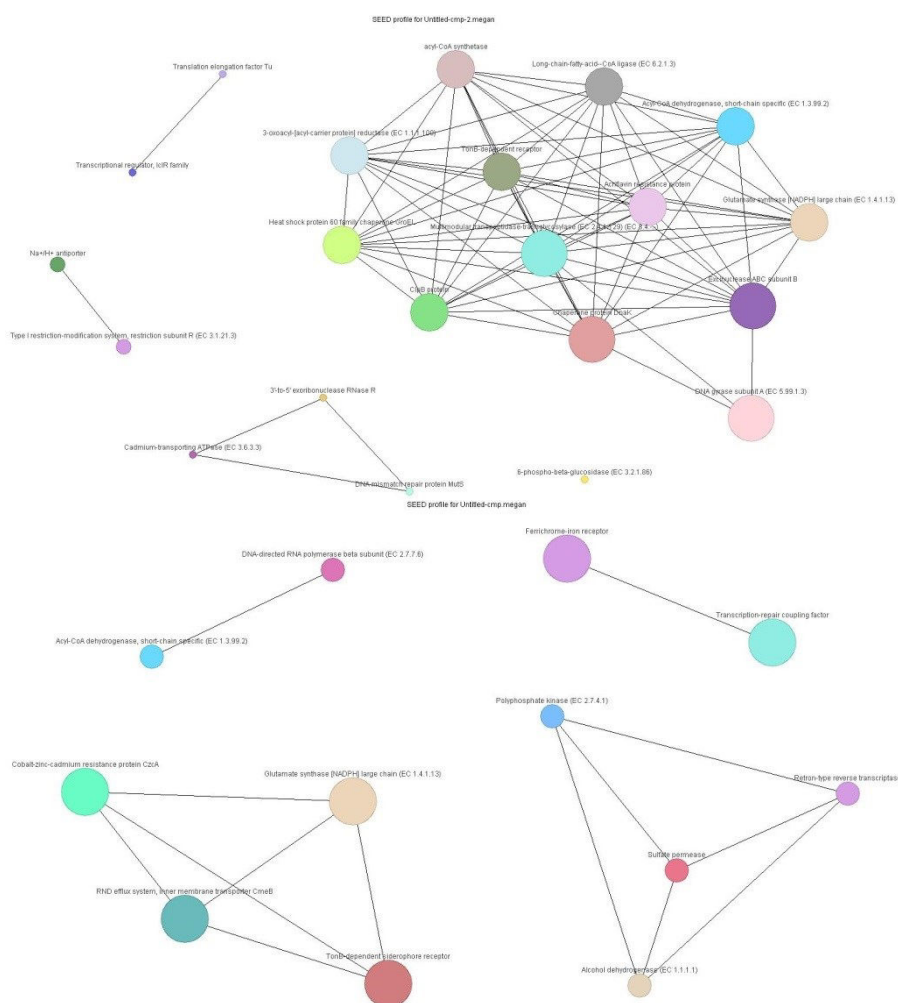 SEED profile for Untitled-cmp-2.megan
acyl-CoA synthetase
Long-chain-fatty-acid--CoA ligase (EC 6.2.1.3)
Translation elongation factor Tu
Acyl-CoA dehydrogenase, short-chain specific (EC 1.3.99.2)
3-oxoacyl-[acyl-carrier protein] reductase (EC 1.1.1.100)
TonB-dependent receptor
Transcriptional regulator, IclR family
Acriflavin resistance protein
Glutamate synthase [NADPH] large chain (EC 1.4.1.13)
Heat shock protein 60 family chaperone GroEL
Multimodular transpeptidase-transglycosylase (EC
Na+/H+ antiporter
Excinuclease ABC subunit B
ClpB protein
Type I restriction-modification system, restriction subunit R (EC 3.1.21.3)
Chaperone protein DnaK
3'-to-5' exoribonuclease RNase R
DNA gyrase subunit A (EC 5.99.1.3)
Cadmium-transporting ATPase (EC 3.6.3.3)
6-phospho-beta-glucosidase (EC 3.2.1.86)
DNA mismatch repair protein MutS
SEED profile for Untitled-cmp.megan
Ferrichrome-iron receptor
DNA-directed RNA polymerase beta subunit (EC 2.7.7.6)
Transcription-repair coupling factor
Acyl-CoA dehydrogenase, short-chain specific (EC 1.3.99.2)
Polyphosphate kinase (EC 2.7.4.1)
Cobalt-zinc-cadmium resistance protein CzcA
Glutamate synthase [NADPH] large chain (EC 1.4.1.13)
Retron-type reverse transcriptase
Sulfate permease
RND efflux system, inner membrane transporter CmeB
TonB-dependent siderophore receptor
Alcohol dehydrogenase (EC 1.1.1.1)